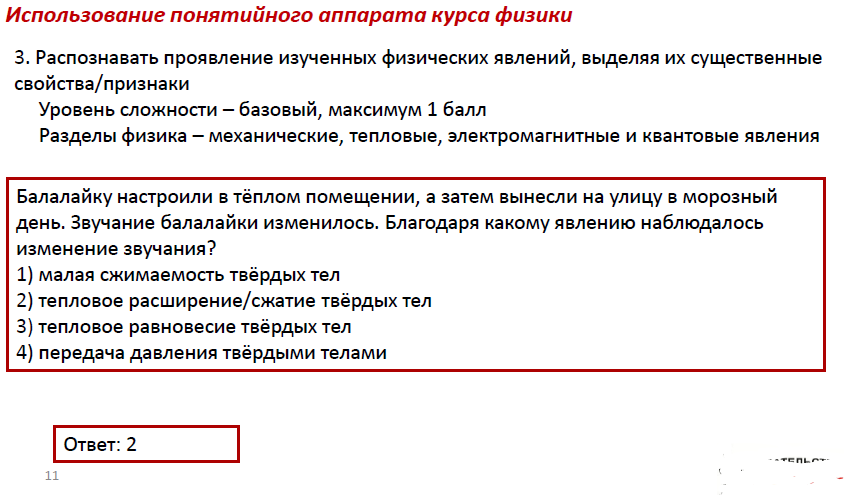 Использование понятийного аппарата курса физики
3. Распознавать проявление изученных физических явлений, выделяя их существенные
свойства/признаки
Уровень сложности – базовый, максимум 1 балл
Разделы физика – механические, тепловые, электромагнитные и квантовые явления
Балалайку настроили в тёплом помещении, а затем вынесли на улицу в морозный
день. Звучание балалайки изменилось. Благодаря какому явлению наблюдалось
изменение звучания?
1) малая сжимаемость твёрдых тел
2) тепловое расширение/сжатие твёрдых тел
3) тепловое равновесие твёрдых тел
4) передача давления твёрдыми телами
Ответ: 2
11